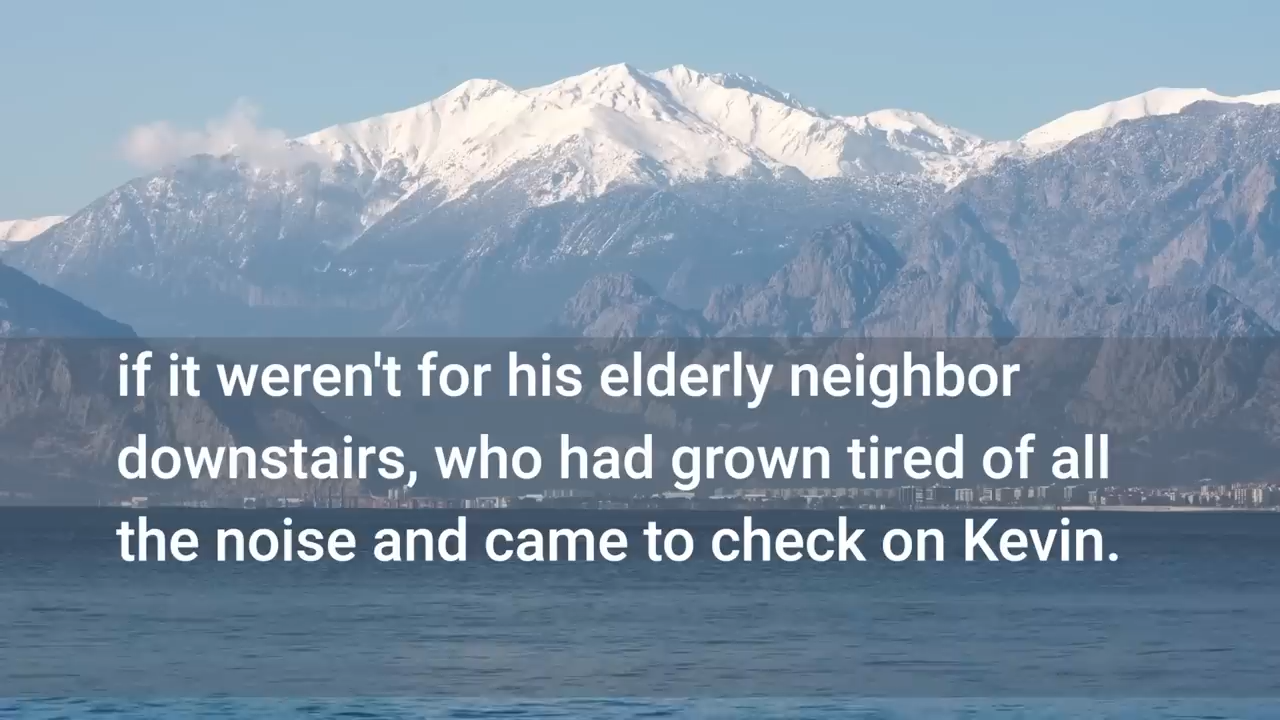 if it weren't for his elderly neighbor
downstairs, who had grown tired of all
the noise and came to check on Kevin.